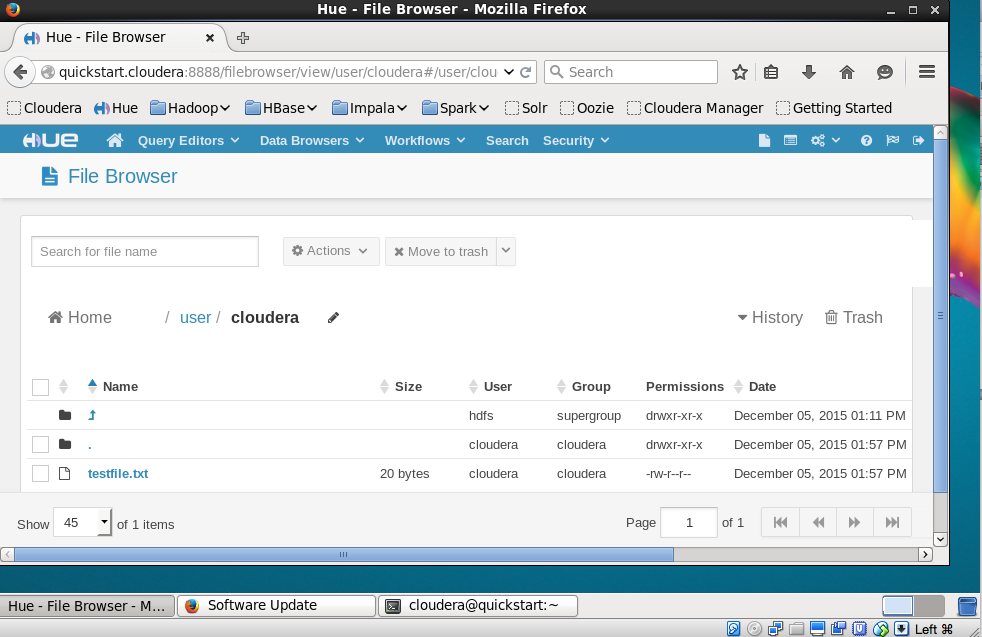 Hue - File Browser - Mozilla Firefox
Hue - File Browser
quickstart.cloudera:8888/filebrowser/view/user/cloudera#/user/clou
Search
Cloudera Hue Hadoop HBase Impala Spark Solr Oozie Cloudera Manager Getting Started
HUE Query Editors Data Browsers Workflows Search Security
File Browser
Search for file name Actions Move to trash
Home / user / cloudera History Trash
Name Size User Group Permissions Date
hdfs supergroup drwxr-xr-x December 05, 2015 01:11 PM
. cloudera cloudera drwxr-xr-x December 05, 2015 01:57 PM
testfile.txt 20 bytes cloudera cloudera -rw-r--r-- December 05, 2015 01:57 PM
Show 45 of 1 items Page 1 of 1
Hue - File Browser - M... Software Update cloudera@quickstart:~
Left ⌘